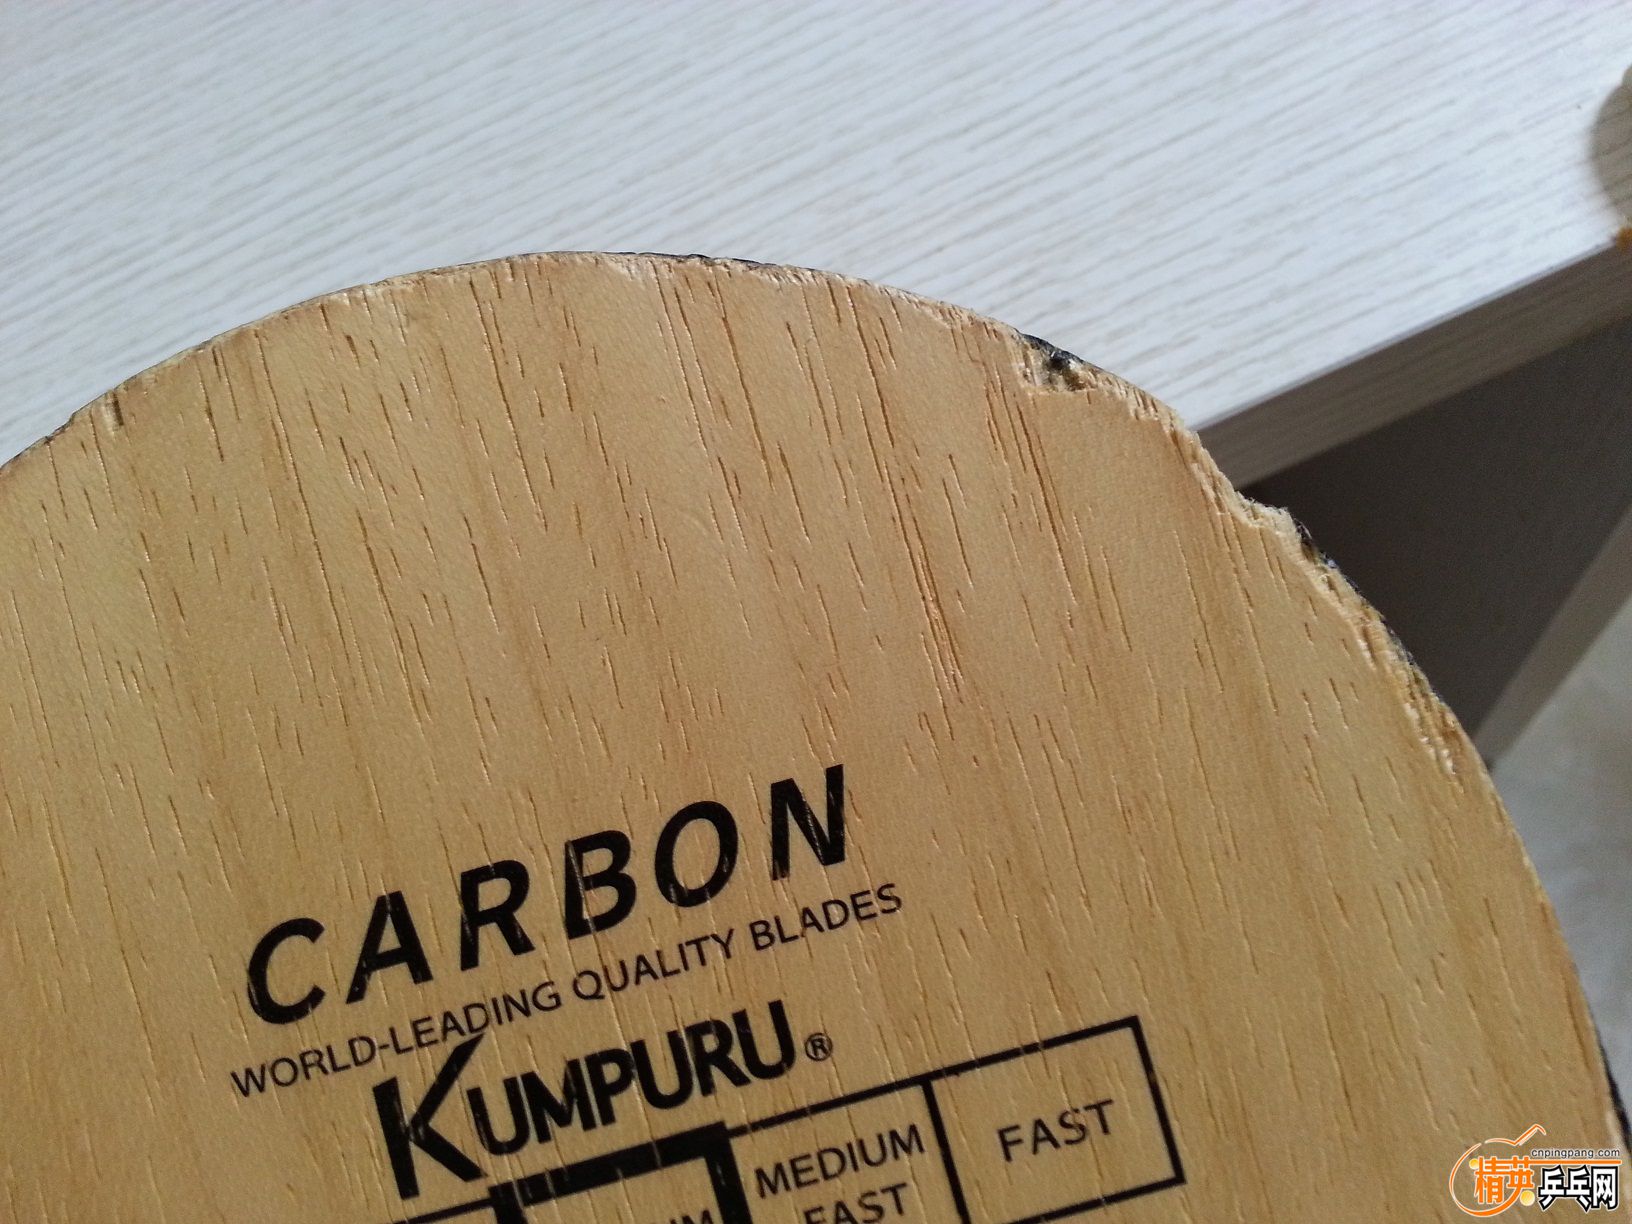 CARBON
WORLD-LEADING QUALITY BLADES
KUMPURU®
MEDIUM FAST
FAST
cnpingpang.com
精英乒乓网